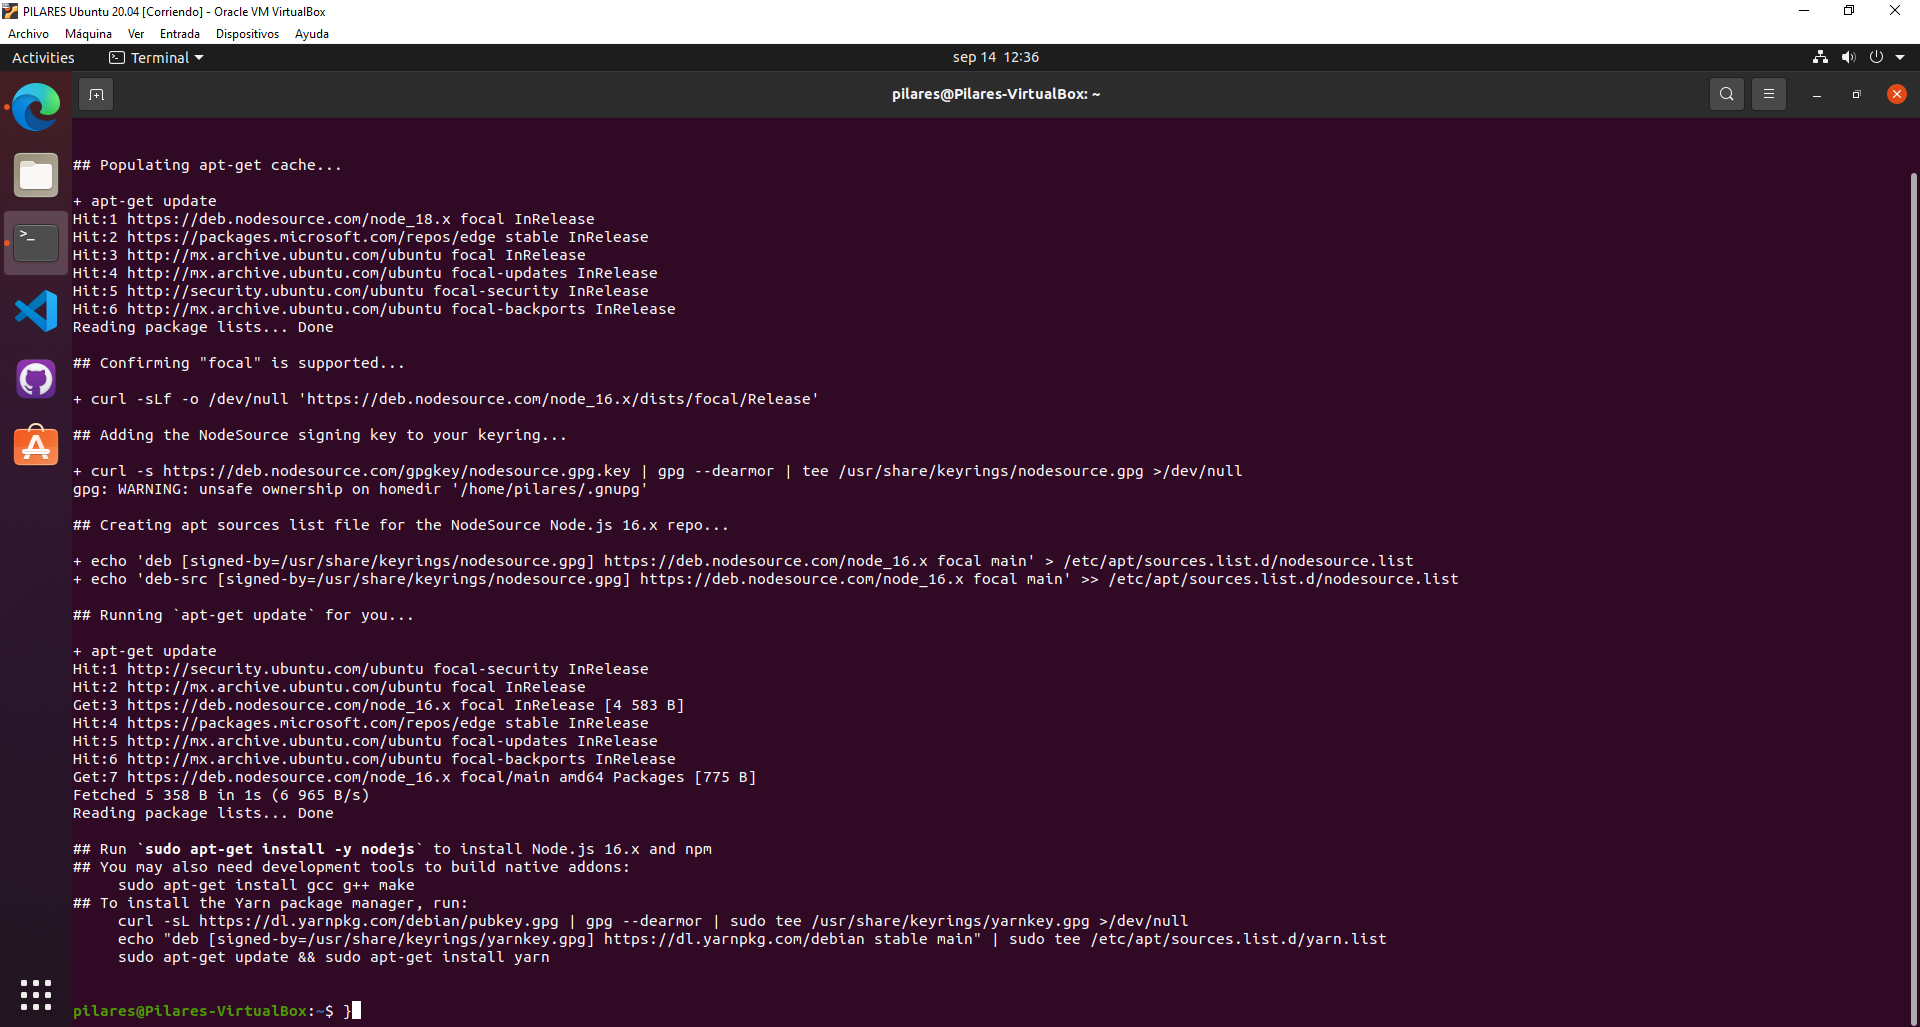 PILARES Ubuntu 20.04 [Corriendo] - Oracle VM VirtualBox
Archivo Máquina Ver Entrada Dispositivos Ayuda
Activities Terminal sep 14 12:36
pilares@Pilares-VirtualBox: ~
## Populating apt-get cache...
+ apt-get update
Hit:1 https://deb.nodesource.com/node_18.x focal InRelease
Hit:2 https://packages.microsoft.com/repos/edge stable InRelease
Hit:3 http://mx.archive.ubuntu.com/ubuntu focal InRelease
Hit:4 http://mx.archive.ubuntu.com/ubuntu focal-updates InRelease
Hit:5 http://security.ubuntu.com/ubuntu focal-security InRelease
Hit:6 http://mx.archive.ubuntu.com/ubuntu focal-backports InRelease
Reading package lists... Done
## Confirming "focal" is supported...
+ curl -sLf -o /dev/null 'https://deb.nodesource.com/node_16.x/dists/focal/Release'
## Adding the NodeSource signing key to your keyring...
+ curl -s https://deb.nodesource.com/gpgkey/nodesource.gpg.key | gpg --dearmor | tee /usr/share/keyrings/nodesource.gpg >/dev/null
gpg: WARNING: unsafe ownership on homedir '/home/pilares/.gnupg'
## Creating apt sources list file for the NodeSource Node.js 16.x repo...
+ echo 'deb [signed-by=/usr/share/keyrings/nodesource.gpg] https://deb.nodesource.com/node_16.x focal main' > /etc/apt/sources.list.d/nodesource.list
+ echo 'deb-src [signed-by=/usr/share/keyrings/nodesource.gpg] https://deb.nodesource.com/node_16.x focal main' >> /etc/apt/sources.list.d/nodesource.list
## Running `apt-get update` for you...
+ apt-get update
Hit:1 http://security.ubuntu.com/ubuntu focal-security InRelease
Hit:2 http://mx.archive.ubuntu.com/ubuntu focal InRelease
Get:3 https://deb.nodesource.com/node_16.x focal InRelease [4 583 B]
Hit:4 https://packages.microsoft.com/repos/edge stable InRelease
Hit:5 http://mx.archive.ubuntu.com/ubuntu focal-updates InRelease
Hit:6 http://mx.archive.ubuntu.com/ubuntu focal-backports InRelease
Get:7 https://deb.nodesource.com/node_16.x focal/main amd64 Packages [775 B]
Fetched 5 358 B in 1s (6 965 B/s)
Reading package lists... Done
## Run `sudo apt-get install -y nodejs` to install Node.js 16.x and npm
## You may also need development tools to build native addons:
     sudo apt-get install gcc g++ make
## To install the Yarn package manager, run:
     curl -sL https://dl.yarnpkg.com/debian/pubkey.gpg | gpg --dearmor | sudo tee /usr/share/keyrings/yarnkey.gpg >/dev/null
     echo "deb [signed-by=/usr/share/keyrings/yarnkey.gpg] https://dl.yarnpkg.com/debian stable main" | sudo tee /etc/apt/sources.list.d/yarn.list
     sudo apt-get update && sudo apt-get install yarn
pilares@Pilares-VirtualBox:~$ }